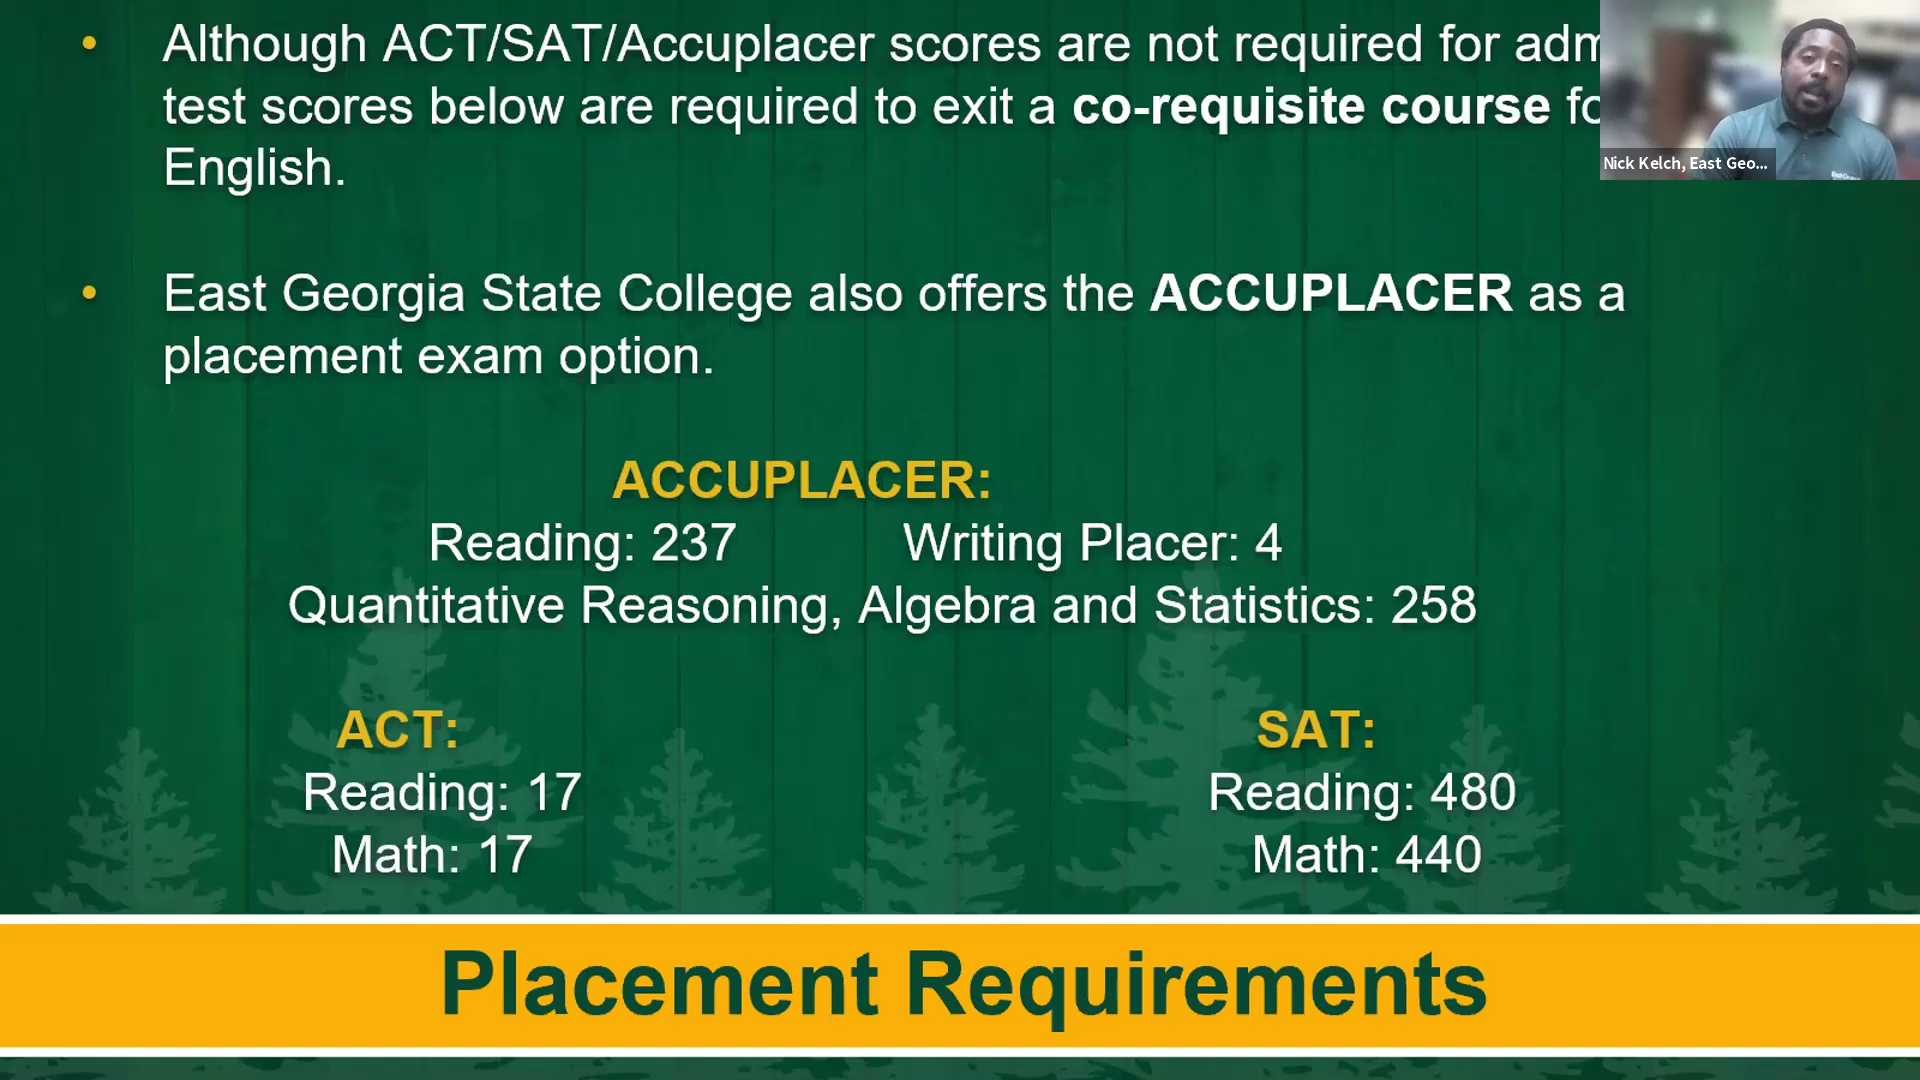 Although ACT/SAT/Accuplacer scores are not required for
test scores below are required to exit a co-requisite course
English.
Nick Kelch, East Geo...
East Georgia State College also offers the ACCUPLACER as a
placement exam option.
ACCUPLACER:
Reading: 237 Writing Placer: 4
Quantitative Reasoning, Algebra and Statistics: 258
ACT: SAT:
Reading: 17 Reading: 480
Math: 17 Math: 440
Placement Requirements